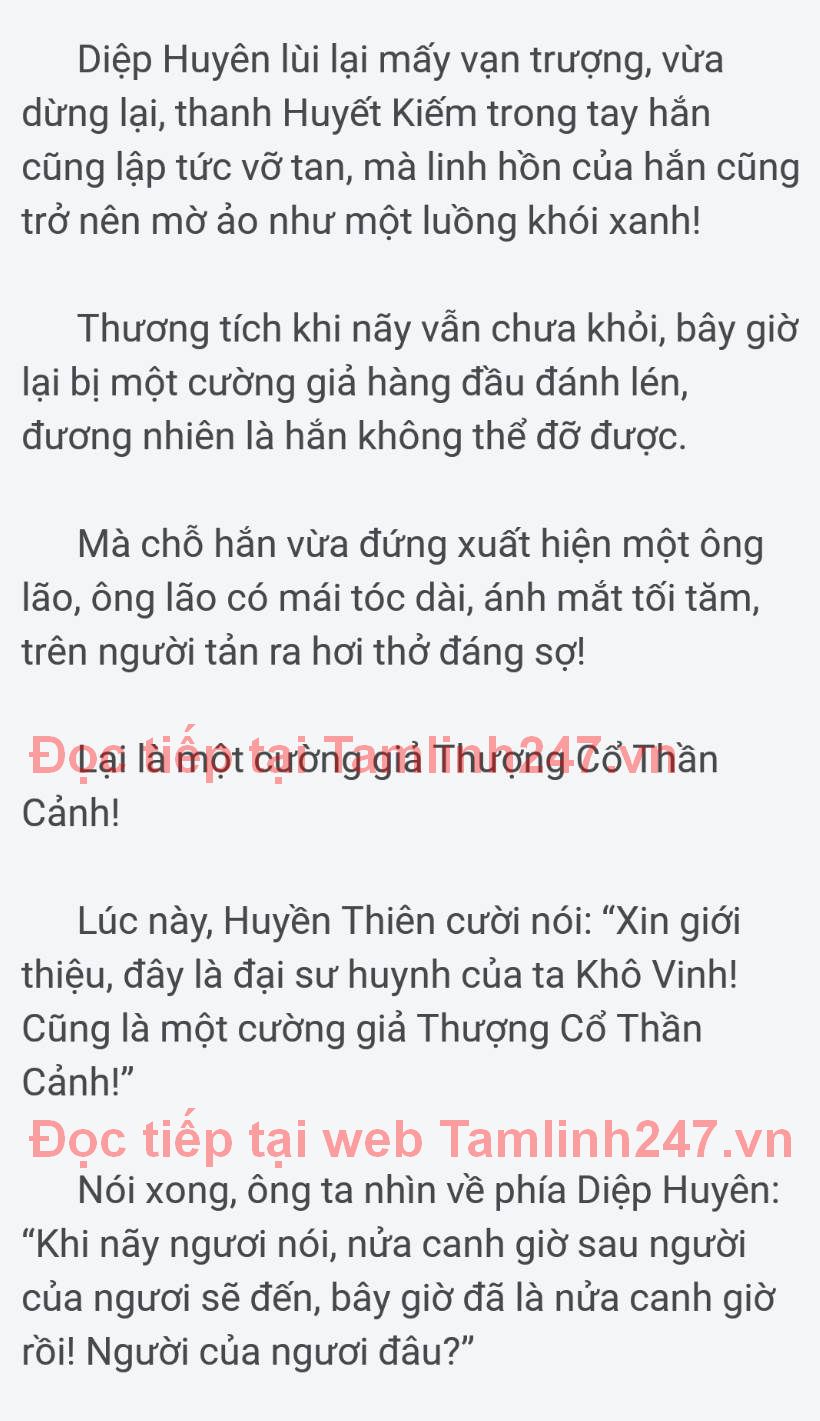 Diệp Huyên lùi lại mấy vạn trượng, vừa
dừng lại, thanh Huyết Kiếm trong tay hắn
cũng lập tức vỡ tan, mà linh hồn của hắn cũng
trở nên mờ ảo như một luồng khói xanh!
Thương tích khi nãy vẫn chưa khỏi, bây giờ
lại bị một cường giả hàng đầu đánh lén,
đương nhiên là hắn không thể đỡ được.
Mà chỗ hắn vừa đứng xuất hiện một ông
lão, ông lão có mái tóc dài, ánh mắt tối tăm,
trên người tản ra hơi thở đáng sợ!
Đọc tiếp tại Tamlinh247.vn
Lại là một cường giả Thượng Cổ Thần
Cảnh!
Lúc này, Huyền Thiên cười nói: “Xin giới
thiệu, đây là đại sư huynh của ta Khô Vinh!
Cũng là một cường giả Thượng Cổ Thần
Cảnh!”
Đọc tiếp tại web Tamlinh247.vn
Nói xong, ông ta nhìn về phía Diệp Huyên:
“Khi nãy ngươi nói, nửa canh giờ sau người
của ngươi sẽ đến, bây giờ đã là nửa canh giờ
rồi! Người của ngươi đâu?”